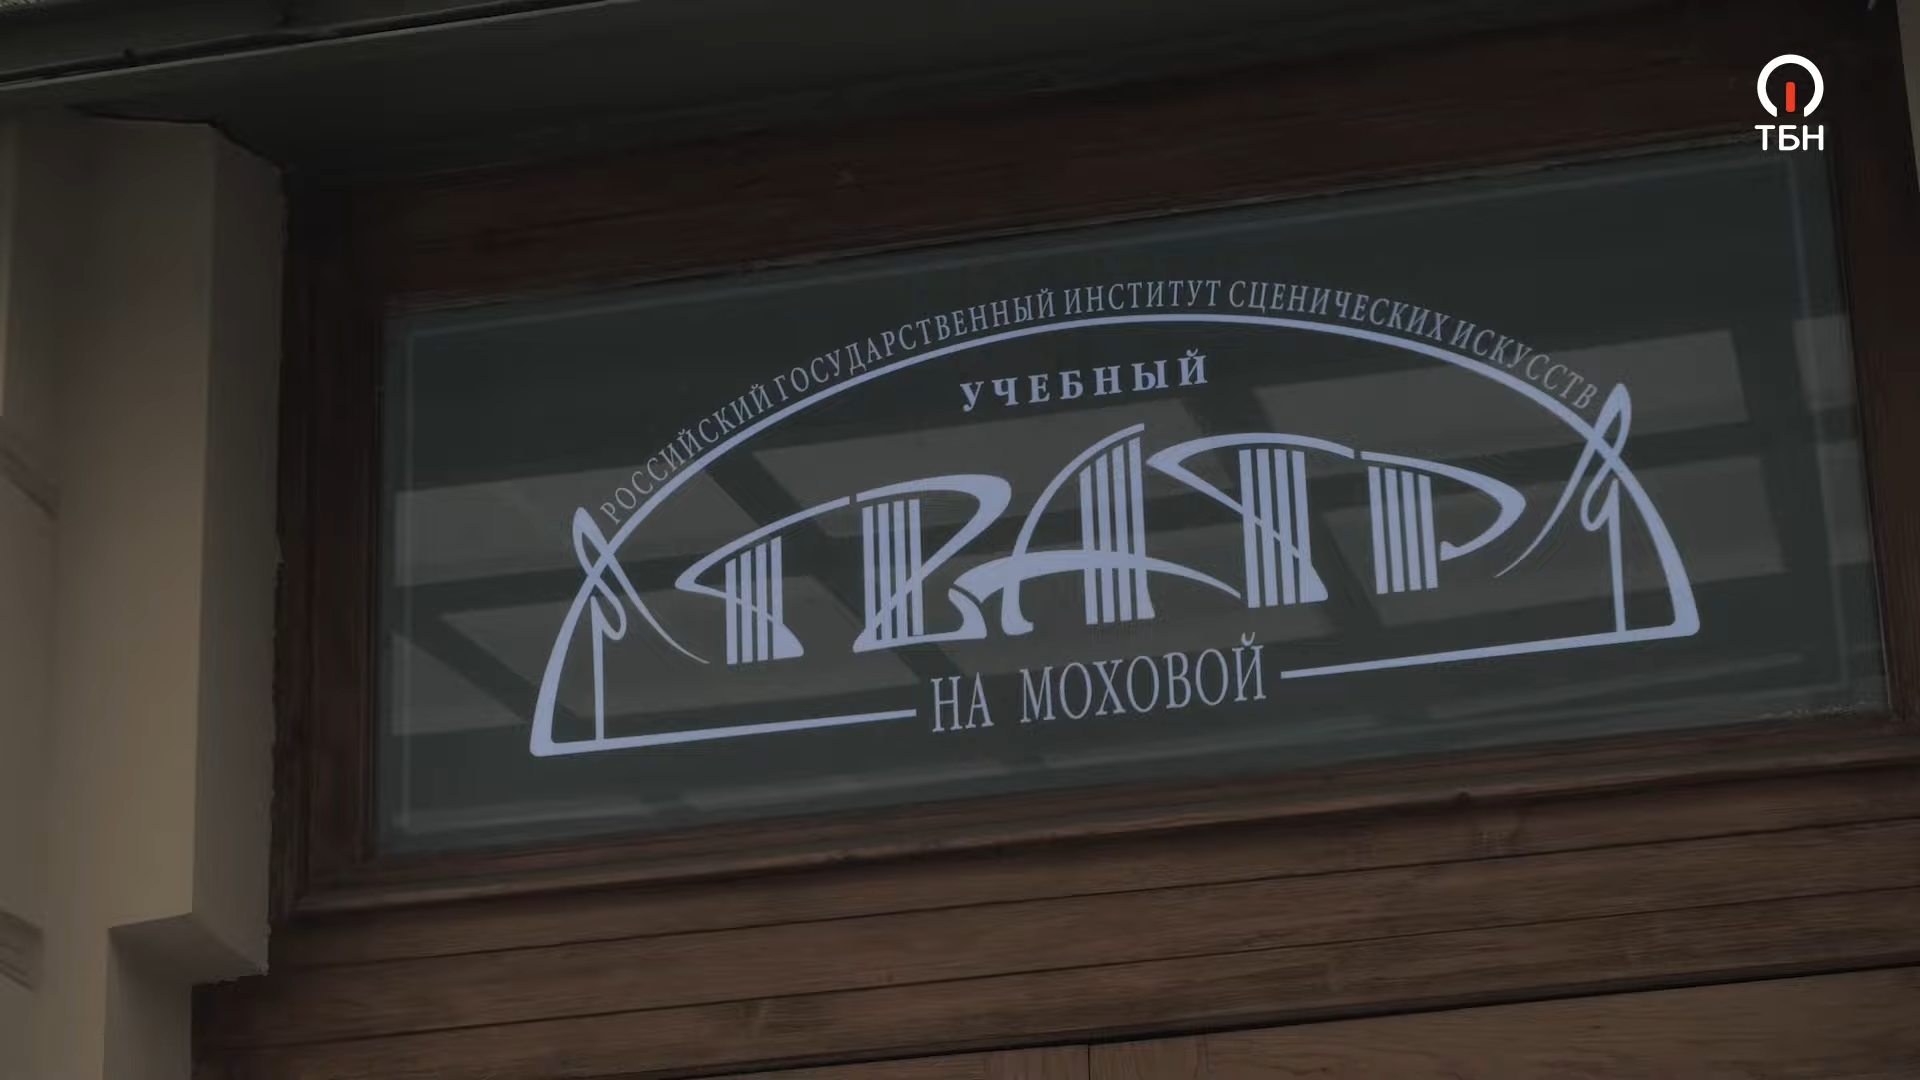 ТБН
РОССИЙСКИЙ ГОСУДАРСТВЕННЫЙ ИНСТИТУТ СЦЕНИЧЕСКИХ ИСКУССТВ
УЧЕБНЫЙ
ТЕАТР
НА МОХОВОЙ